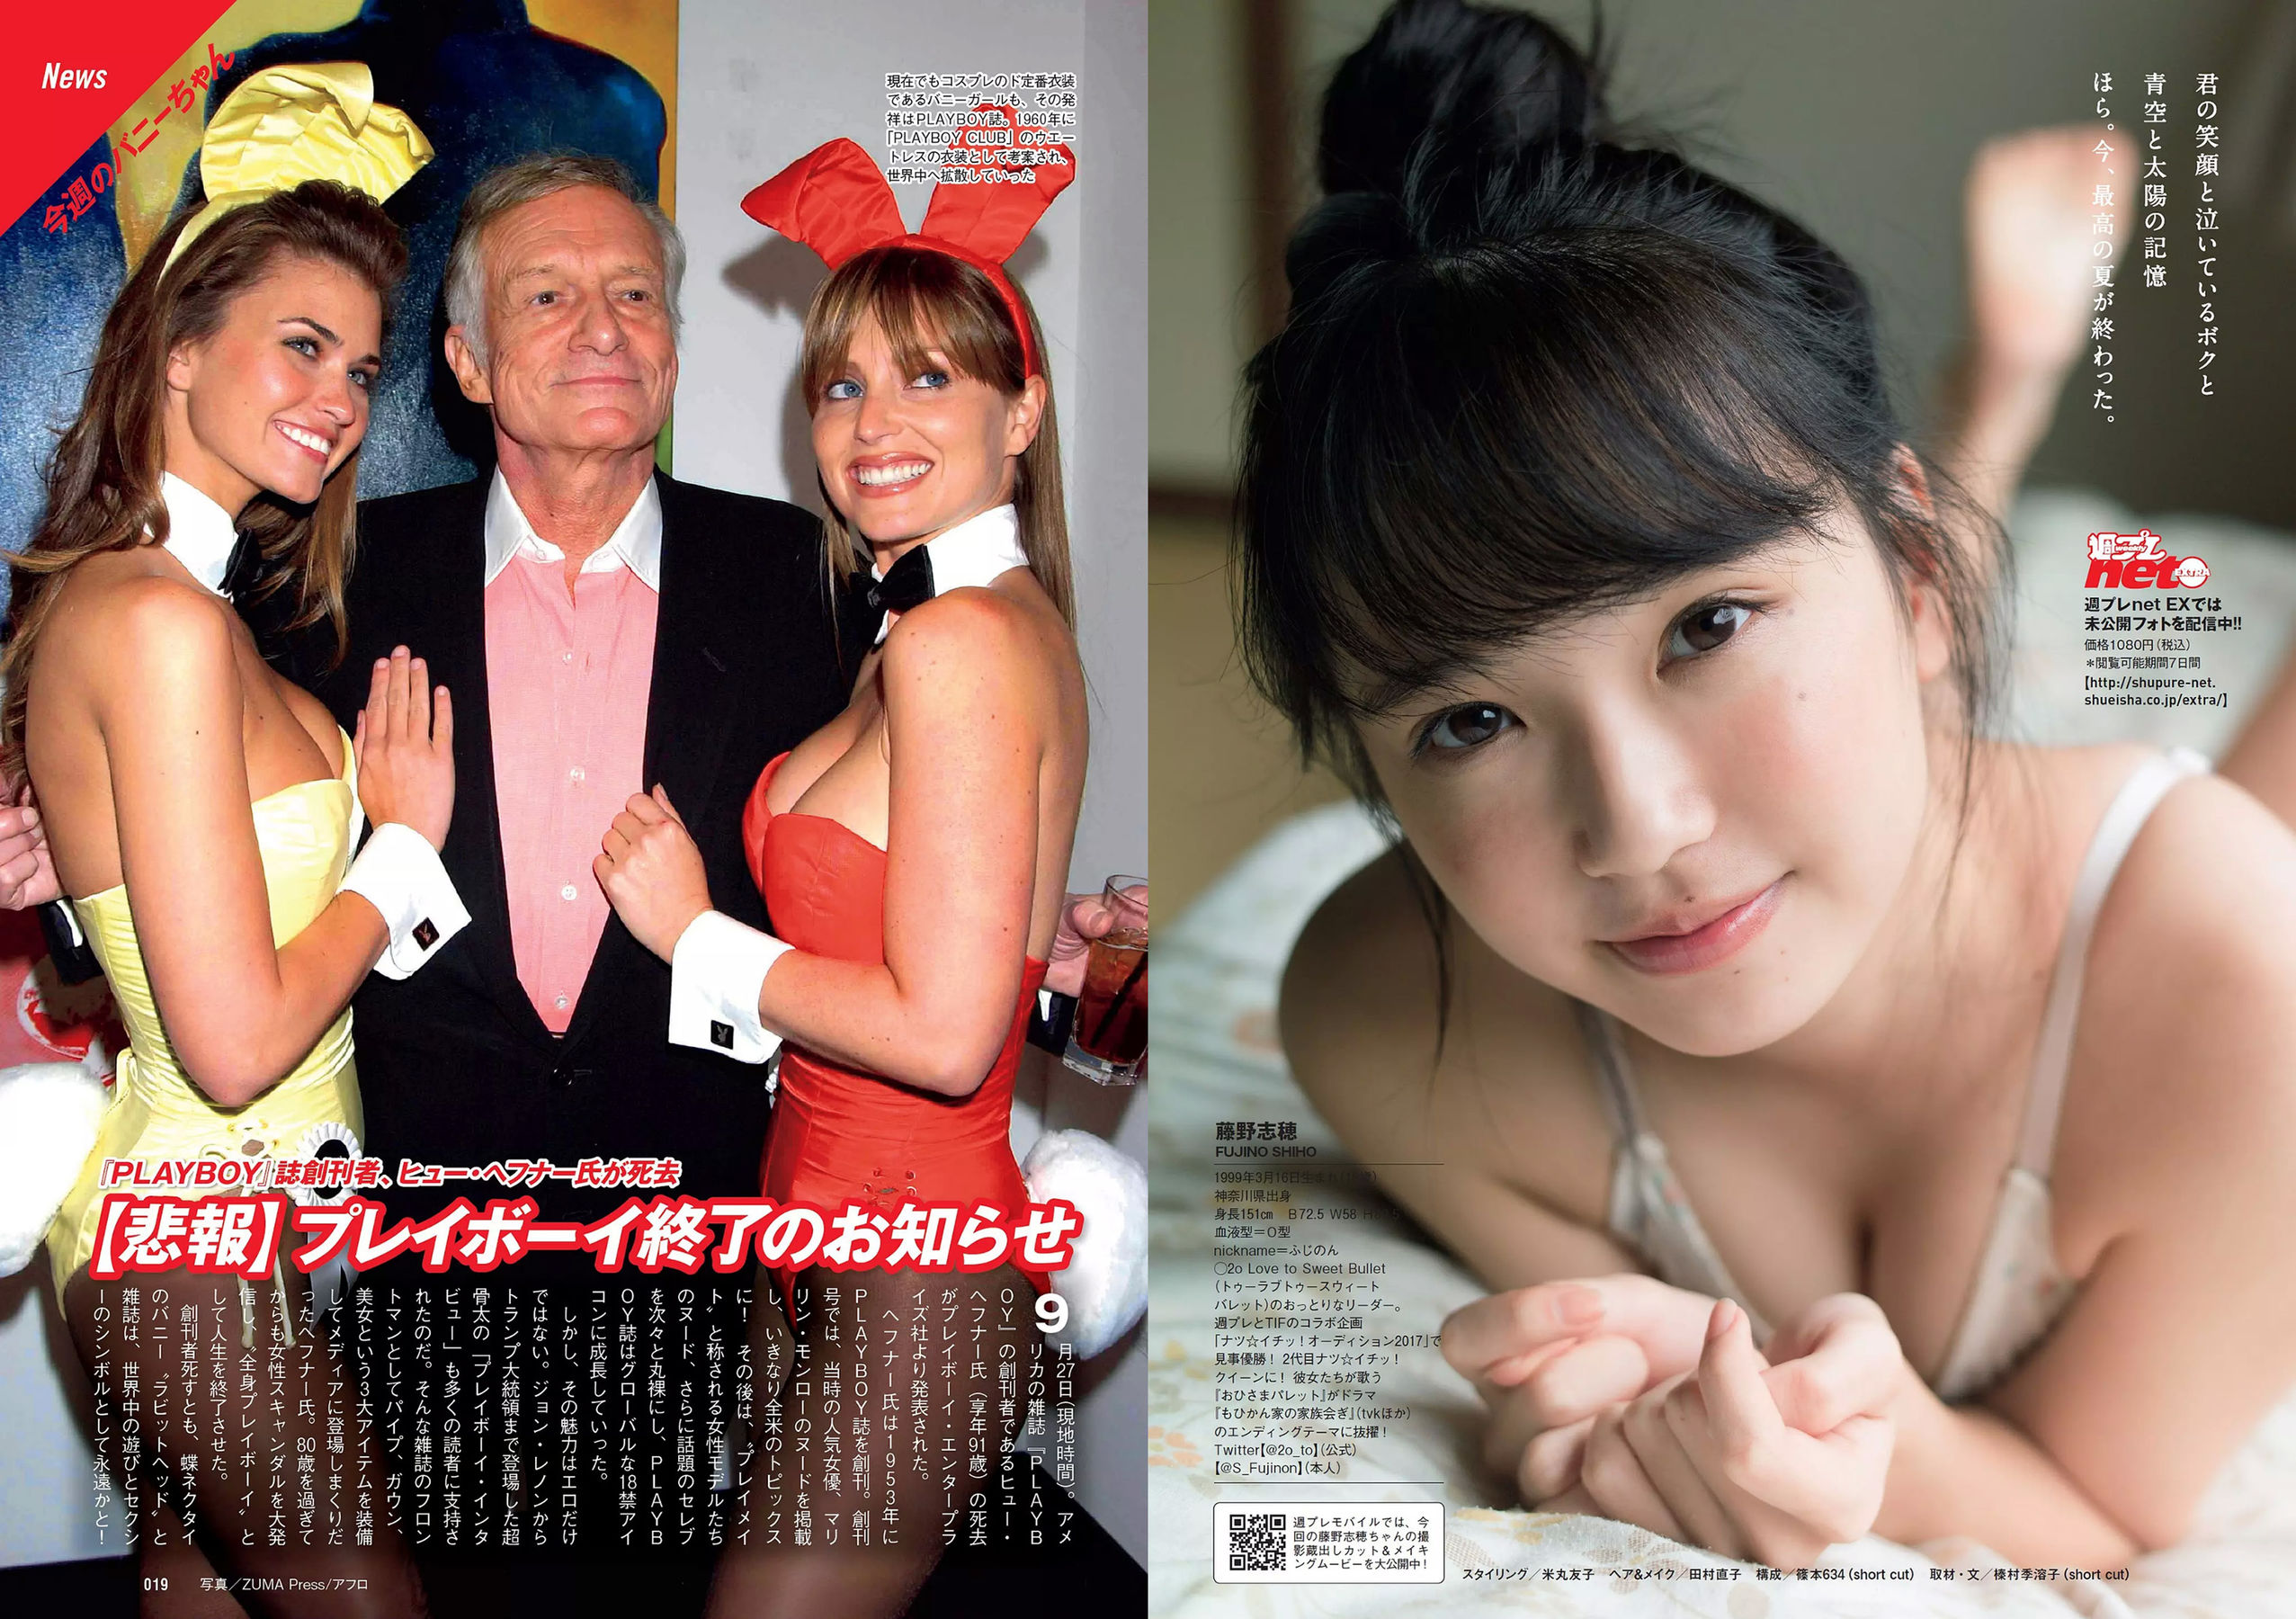 News
今週のバニーちゃん
現在でもコスプレのド定番衣装
であるバニーガールも、その発
祥はPLAYBOY誌。1960年に
「PLAYBOY CLUB」のウエー
トレスの衣装として考案され、
世界中へ拡散していった
『PLAYBOY』誌創刊者、ヒュー・ヘフナー氏が死去
【悲報】プレイボーイ終了のお知らせ
9月27日(現地時間)。アメ
リカの雑誌『PLAYB
OY』の創刊者であるヒュー・
ヘフナー氏(享年91歳)の死去
がプレイボーイ・エンタープラ
イズ社より発表された。
ヘフナー氏は1953年に
PLAYBOY誌を創刊。創刊
号では、当時の人気女優、マリ
リン・モンローのヌードを掲載
し、いきなり全米のトピックス
に! その後は、〝プレイメイ
ト〟と称される女性モデルたち
のヌード、さらに話題のセレブ
を次々と丸裸にし、PLAYB
OY誌はグローバルな18禁アイ
コンに成長していった。
しかし、その魅力はエロだけ
ではない。ジョン・レノンから
トランプ大統領まで登場した超
骨太の「プレイボーイ・インタ
ビュー」も多くの読者に支持さ
れたのだ。そんな雑誌のフロン
トマンとしてパイプ、ガウン、
美女という3大アイテムを装備
してメディアに登場しまくりだ
ったヘフナー氏。80歳を過ぎて
からも女性スキャンダルを大発
信し、〝全身プレイボーイ〟と
して人生を終了させた。
創刊者死すとも、蝶ネクタイ
のバニー〝ラビットヘッド〟と
雑誌は、世界中の遊びとセクシ
ーのシンボルとして永遠かと!
019
写真/ZUMA Press/アフロ
君の笑顔と泣いているボクと
青空と太陽の記憶
ほら。今、最高の夏が終わった。
週プレ
weekly
net
EXTRA
週プレnet EXでは
未公開フォトを配信中!!
価格1080円(税込)
*閲覧可能期間7日間
【http://shupure-net.
shueisha.co.jp/extra/】
藤野志穂
FUJINO SHIHO
1999年3月16日生まれ
神奈川県出身
身長151㎝ B72.5 W58
血液型=O型
nickname=ふじのん
○2o Love to Sweet Bullet
(トゥーラブトゥースウィート
バレット)のおっとりなリーダー。
週プレとTIFのコラボ企画
「ナツ☆イチッ!オーディション2017」で
見事優勝! 2代目ナツ☆イチッ!
クイーンに! 彼女たちが歌う
『おひさまバレット』がドラマ
『もひかん家の家族会ぎ』(tvkほか)
のエンディングテーマに抜擢!
Twitter【@2o_to】(公式)
【@S_Fujinon】(本人)
週プレモバイルでは、今
回の藤野志穂ちゃんの撮
影蔵出しカット&メイキ
ングムービーを大公開中!
スタイリング/米丸友子 ヘア&メイク/田村直子 構成/篠本634(short cut) 取材・文/榛村季溶子(short cut)